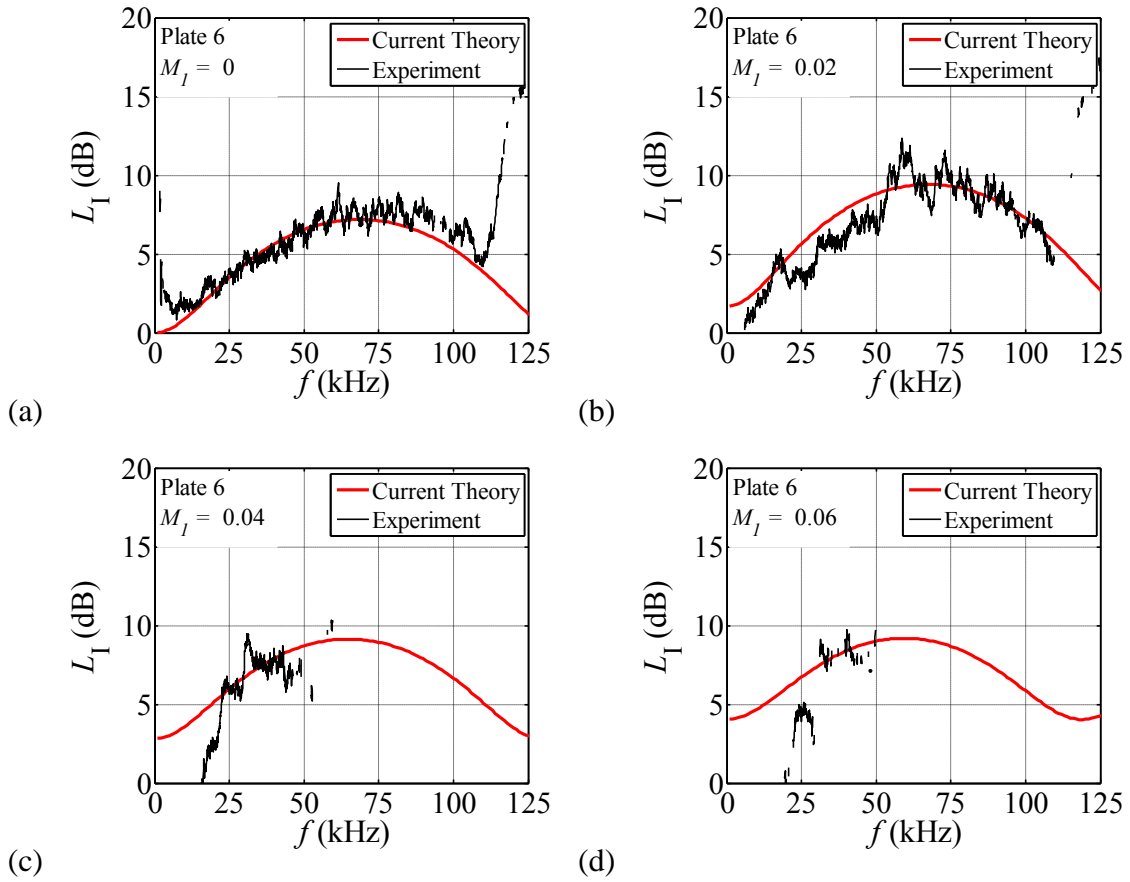 Plate 6
M1 = 0
Current Theory
Experiment
20
15
10
5
0
LI (dB)
0 25 50 75 100 125
f (kHz)
(a)
Plate 6
M1 = 0.02
Current Theory
Experiment
20
15
10
5
0
LI (dB)
0 25 50 75 100 125
f (kHz)
(b)
Plate 6
M1 = 0.04
Current Theory
Experiment
20
15
10
5
0
LI (dB)
0 25 50 75 100 125
f (kHz)
(c)
Plate 6
M1 = 0.06
Current Theory
Experiment
20
15
10
5
0
LI (dB)
0 25 50 75 100 125
f (kHz)
(d)